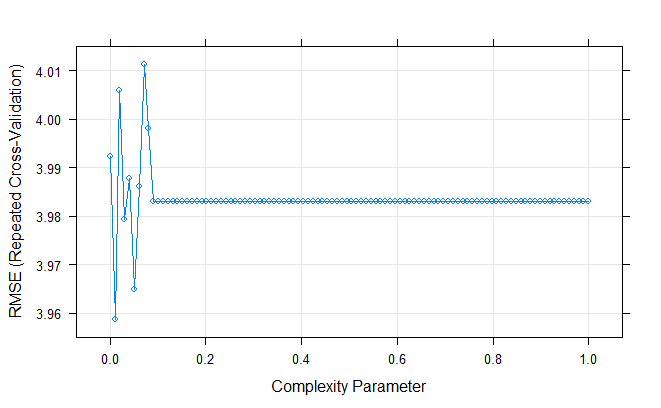 RMSE (Repeated Cross-Validation)
4.01
4.00
3.99
3.98
3.97
3.96
0.0 0.2 0.4 0.6 0.8 1.0
Complexity Parameter